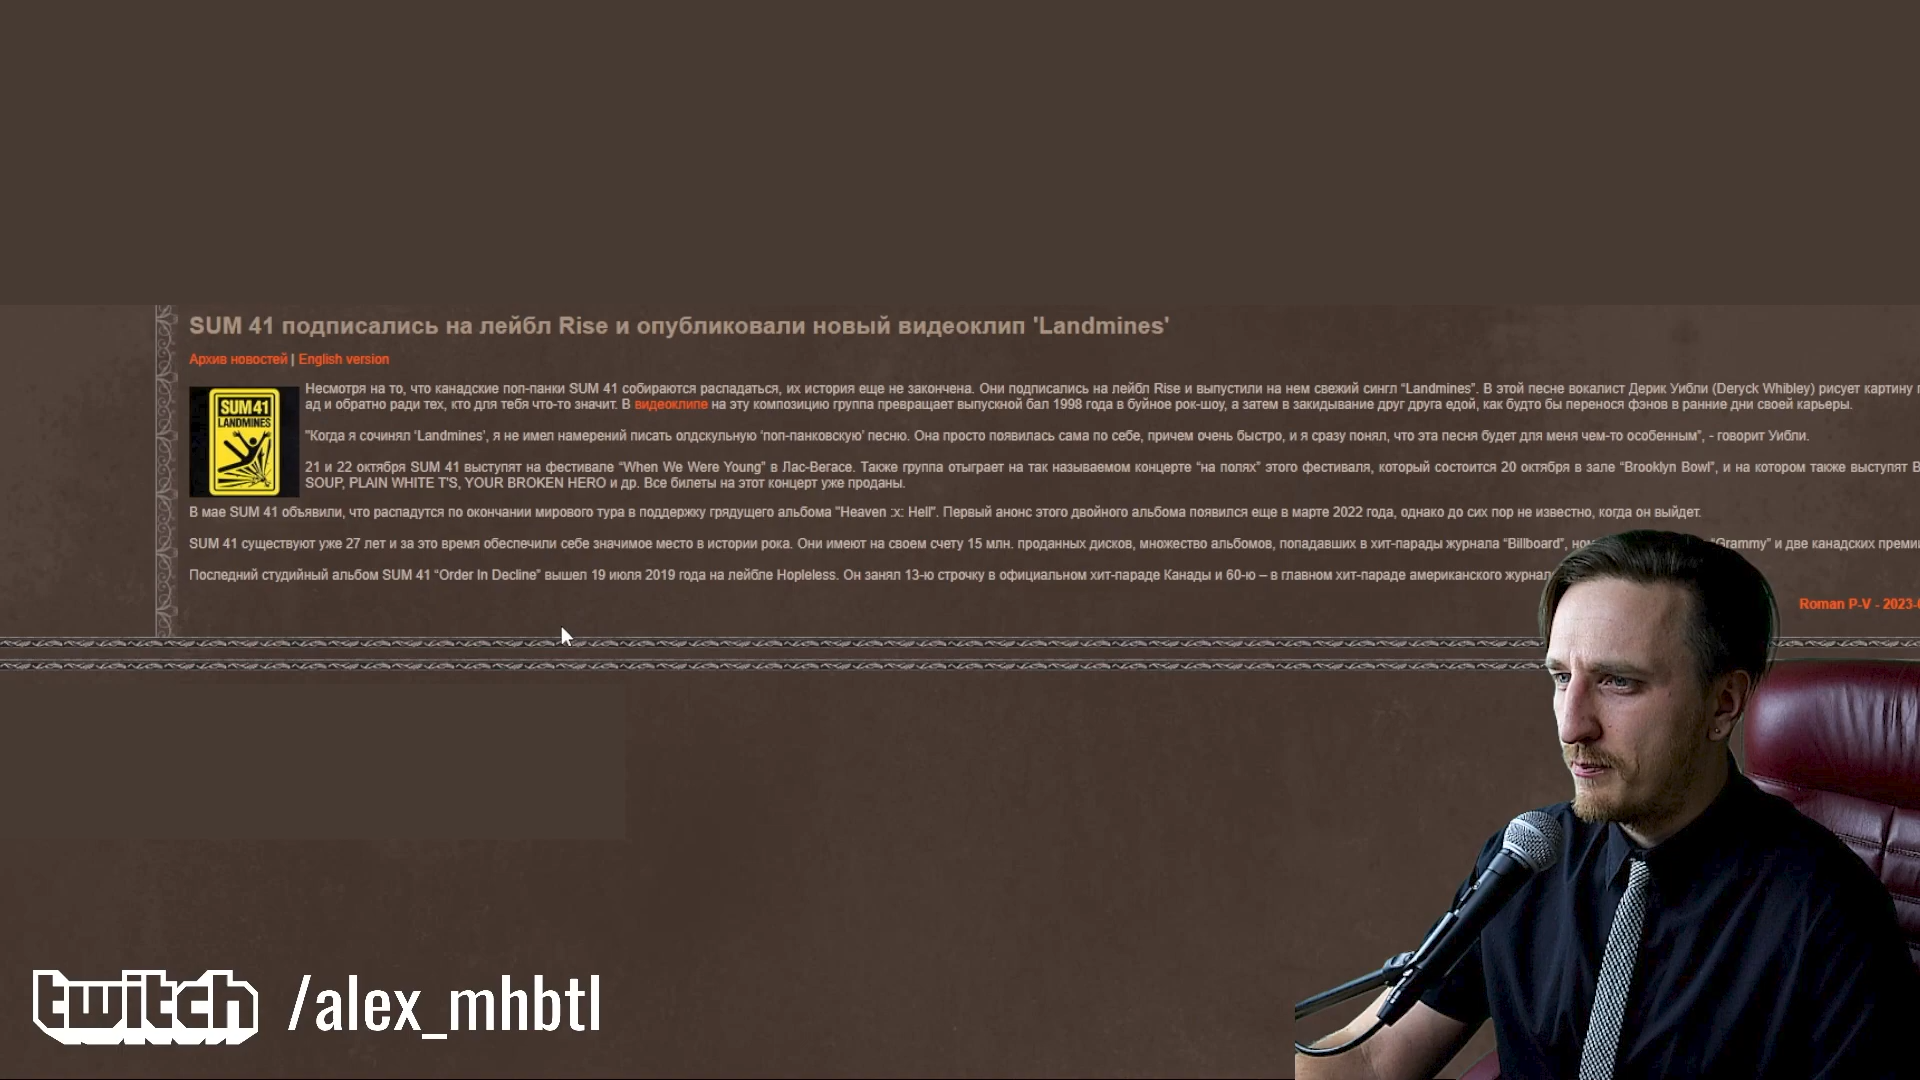 SUM 41 подписались на лейбл Rise и опубликовали новый видеоклип 'Landmines'
Архив новостей | English version
SUM 41
LANDMINES
Несмотря на то, что канадские поп-панки SUM 41 собираются распадаться, их история еще не закончена. Они подписались на лейбл Rise и выпустили на нем свежий сингл “Landmines”. В этой песне вокалист Дерик Уибли (Deryck Whibley) рисует картину
ад и обратно ради тех, кто для тебя что-то значит. В видеоклипе на эту композицию группа превращает выпускной бал 1998 года в буйное рок-шоу, а затем в закидывание друг друга едой, как будто бы перенося фэнов в ранние дни своей карьеры.
"Когда я сочинял ‘Landmines’, я не имел намерений писать олдскульную ‘поп-панковскую’ песню. Она просто появилась сама по себе, причем очень быстро, и я сразу понял, что эта песня будет для меня чем-то особенным”, - говорит Уибли.
21 и 22 октября SUM 41 выступят на фестивале “When We Were Young” в Лас-Вегасе. Также группа отыграет на так называемом концерте “на полях” этого фестиваля, который состоится 20 октября в зале “Brooklyn Bowl”, и на котором также выступят
SOUP, PLAIN WHITE T'S, YOUR BROKEN HERO и др. Все билеты на этот концерт уже проданы.
В мае SUM 41 объявили, что распадутся по окончании мирового тура в поддержку грядущего альбома "Heaven :x: Hell". Первый анонс этого двойного альбома появился еще в марте 2022 года, однако до сих пор не известно, когда он выйдет.
SUM 41 существуют уже 27 лет и за это время обеспечили себе значимое место в истории рока. Они имеют на своем счету 15 млн. проданных дисков, множество альбомов, попадавших в хит-парады журнала “Billboard”, "Grammy” и две канадских
Последний студийный альбом SUM 41 “Order In Decline” вышел 19 июля 2019 года на лейбле Hopeless. Он занял 13-ю строчку в официальном хит-параде Канады и 60-ю – в главном хит-параде американского
Roman P-V - 2023-
twitch /alex_mhbtl